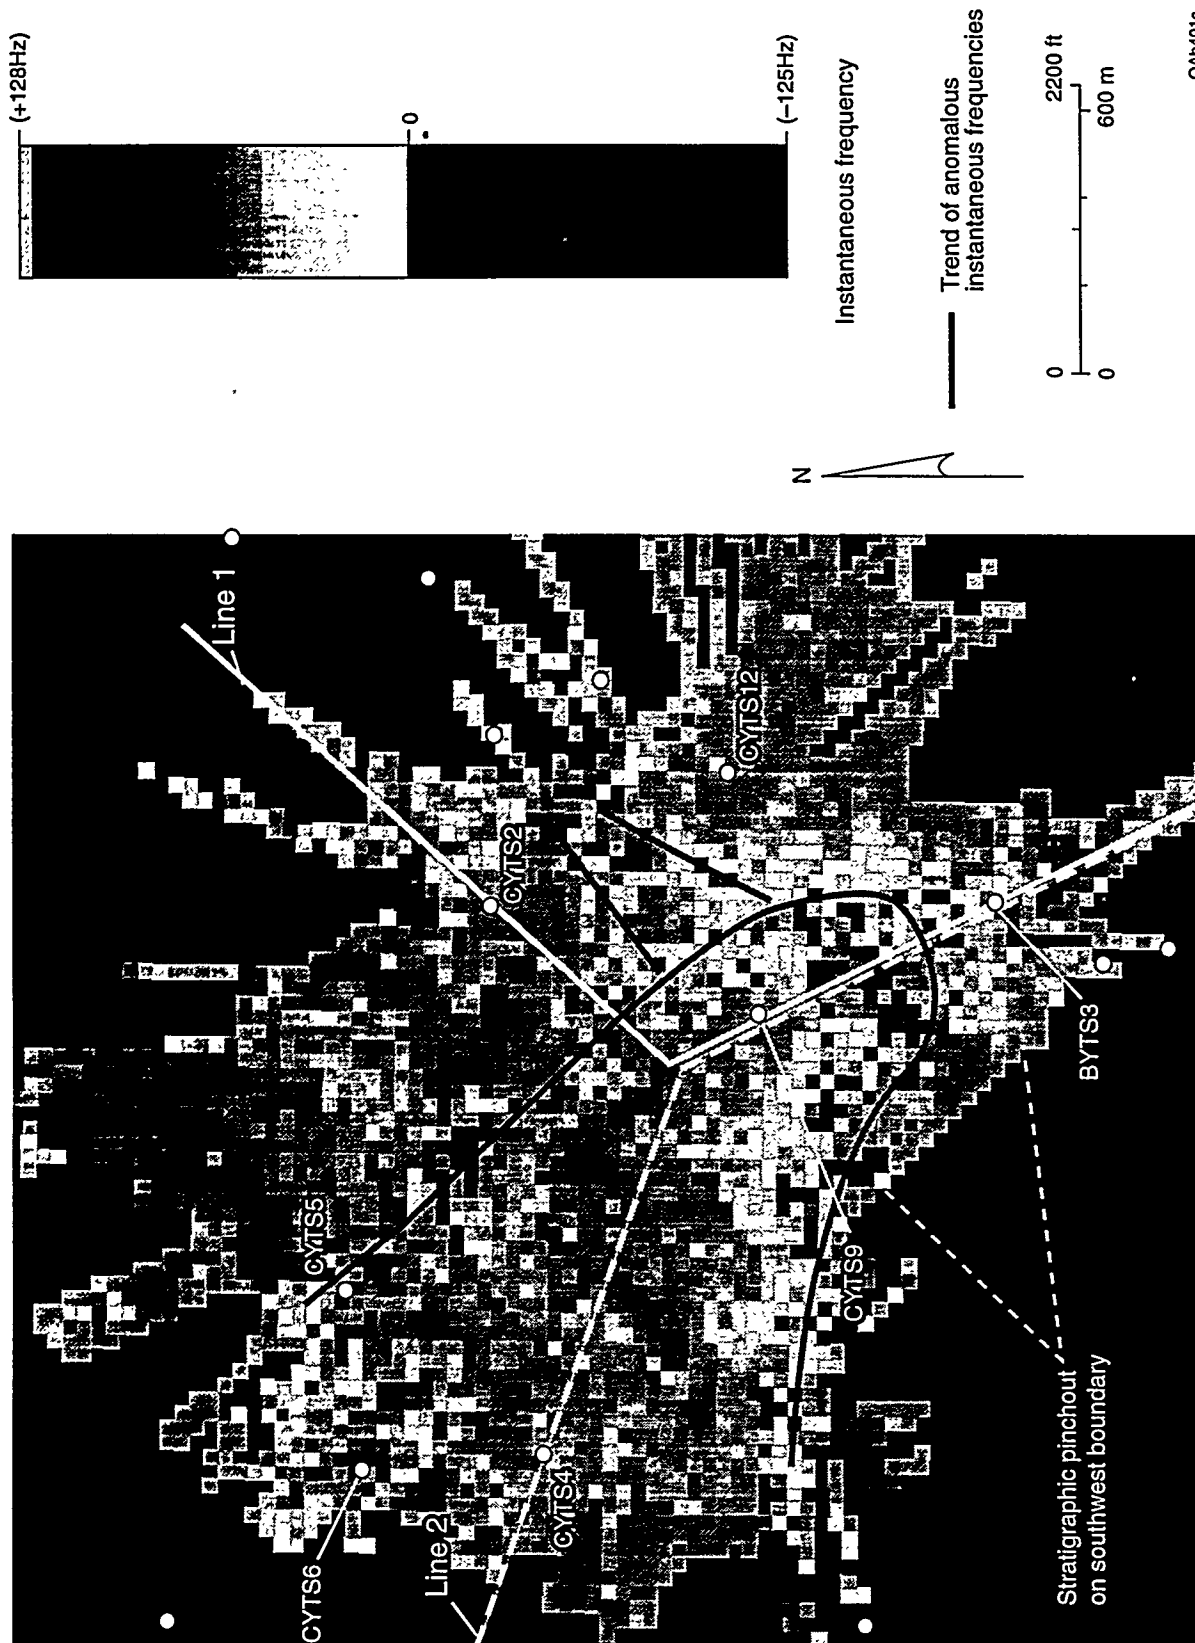 Line 1
CYTS2
CYTS5
CYTS12
CYTS6
CYTS4
Line 2
CYTS9
BYTS3
Stratigraphic pinchout
on southwest boundary
N
(+128Hz)
0
(−125Hz)
Instantaneous frequency
Trend of anomalous
instantaneous frequencies
0 2200 ft
0 600 m